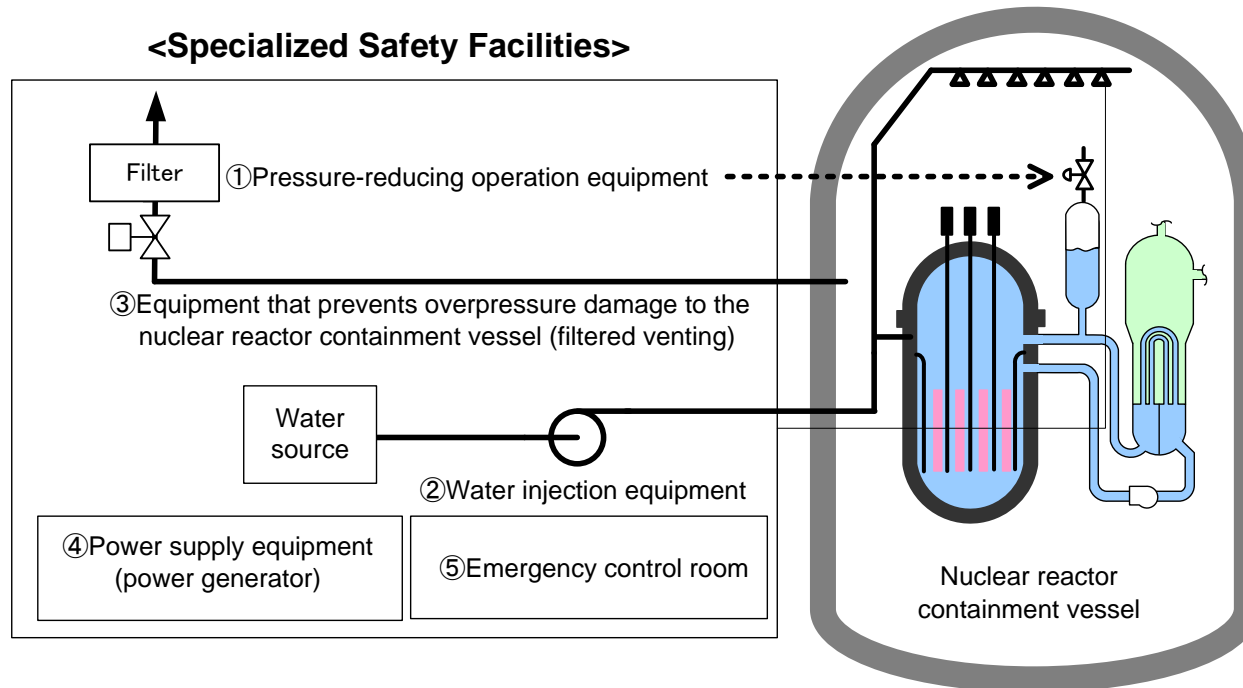 <Specialized Safety Facilities>
Filter
①Pressure-reducing operation equipment
③Equipment that prevents overpressure damage to the
nuclear reactor containment vessel (filtered venting)
Water
source
②Water injection equipment
④Power supply equipment
(power generator)
⑤Emergency control room
Nuclear reactor
containment vessel